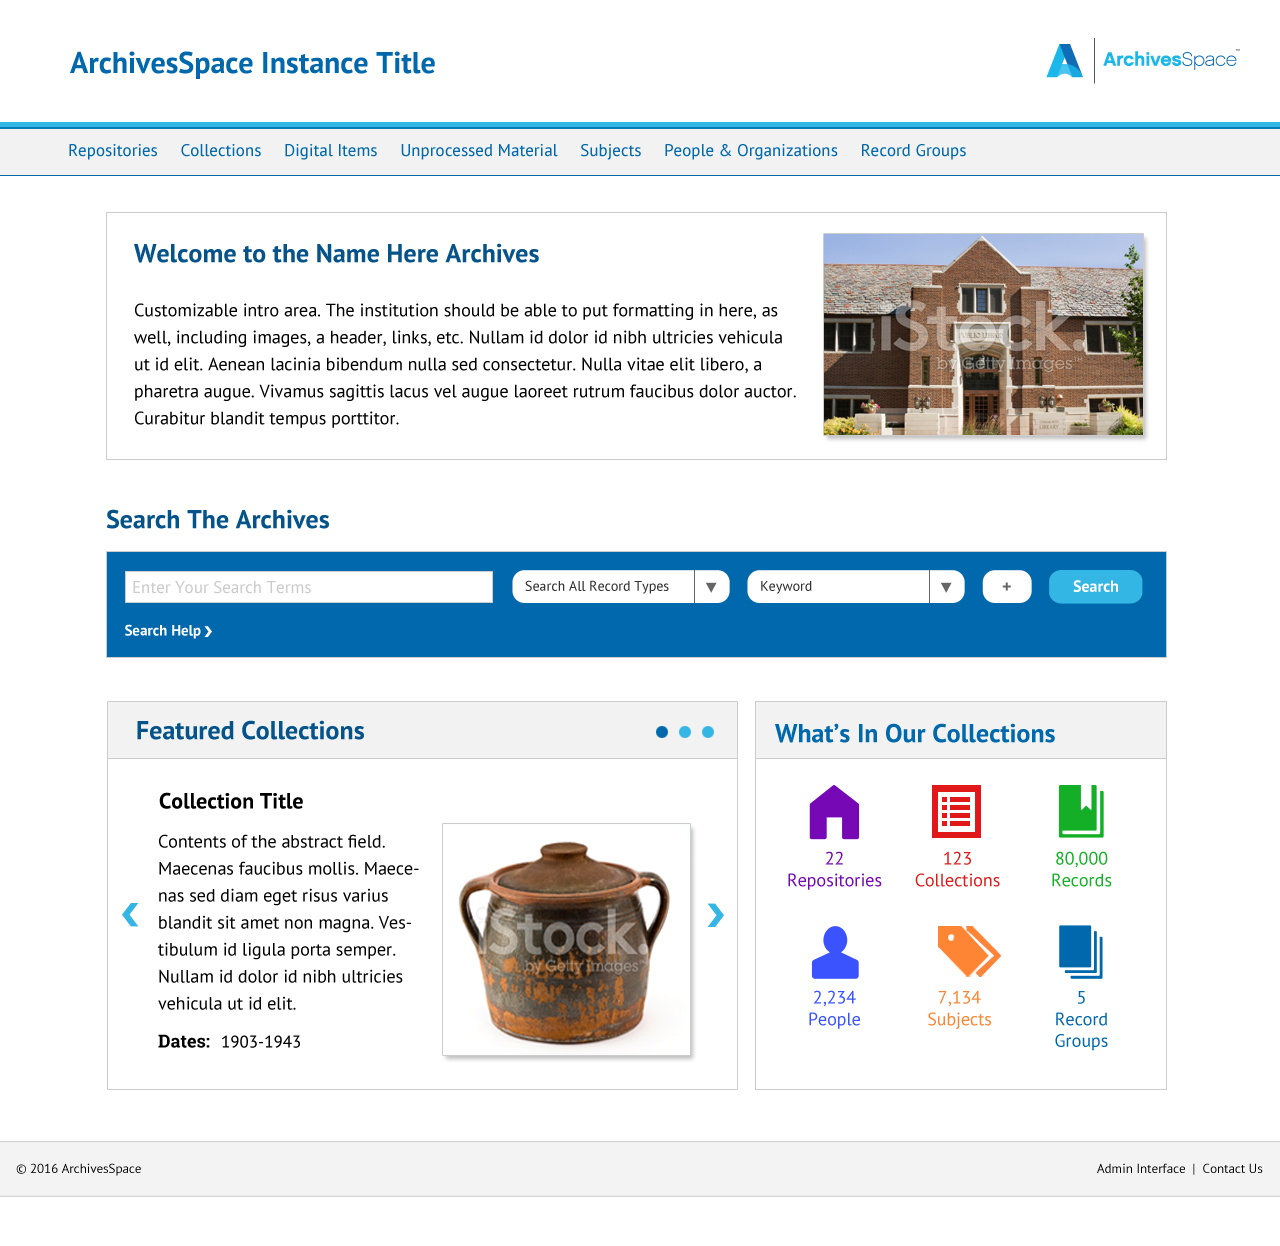 ArchivesSpace Instance Title
ArchivesSpace™
Repositories Collections Digital Items Unprocessed Material Subjects People & Organizations Record Groups
Welcome to the Name Here Archives
Customizable intro area. The institution should be able to put formatting in here, as
well, including images, a header, links, etc. Nullam id dolor id nibh ultricies vehicula
ut id elit. Aenean lacinia bibendum nulla sed consectetur. Nulla vitae elit libero, a
pharetra augue. Vivamus sagittis lacus vel augue laoreet rutrum faucibus dolor auctor.
Curabitur blandit tempus porttitor.
iStock.
by Getty Images™
Search The Archives
Enter Your Search Terms Search All Record Types ▼ Keyword ▼ + Search
Search Help ❯
Featured Collections
Collection Title
Contents of the abstract field.
Maecenas faucibus mollis. Maece-
nas sed diam eget risus varius
blandit sit amet non magna. Ves-
tibulum id ligula porta semper.
Nullam id dolor id nibh ultricies
vehicula ut id elit.
Dates: 1903-1943
iStock.
by Getty Images™
What’s In Our Collections
22
Repositories
123
Collections
80,000
Records
2,234
People
7,134
Subjects
5
Record
Groups
© 2016 ArchivesSpace
Admin Interface | Contact Us